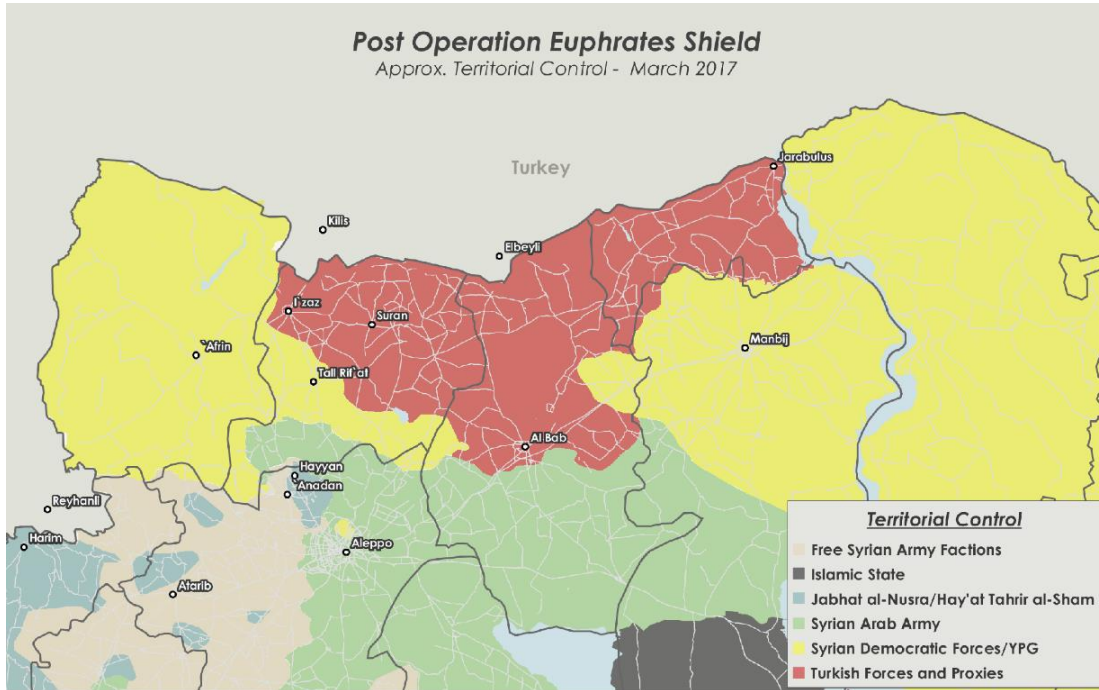 Post Operation Euphrates Shield
Approx. Territorial Control - March 2017
Turkey
Jarabulus
Kilis
Elbeyli
I`zaz
Suran
`Afrin
Manbij
Tall Rif`at
Al Bab
Hayyan
`Anadan
Reyhanli
Harim
Aleppo
Atarib
Territorial Control
Free Syrian Army Factions
Islamic State
Jabhat al-Nusra/Hay'at Tahrir al-Sham
Syrian Arab Army
Syrian Democratic Forces/YPG
Turkish Forces and Proxies